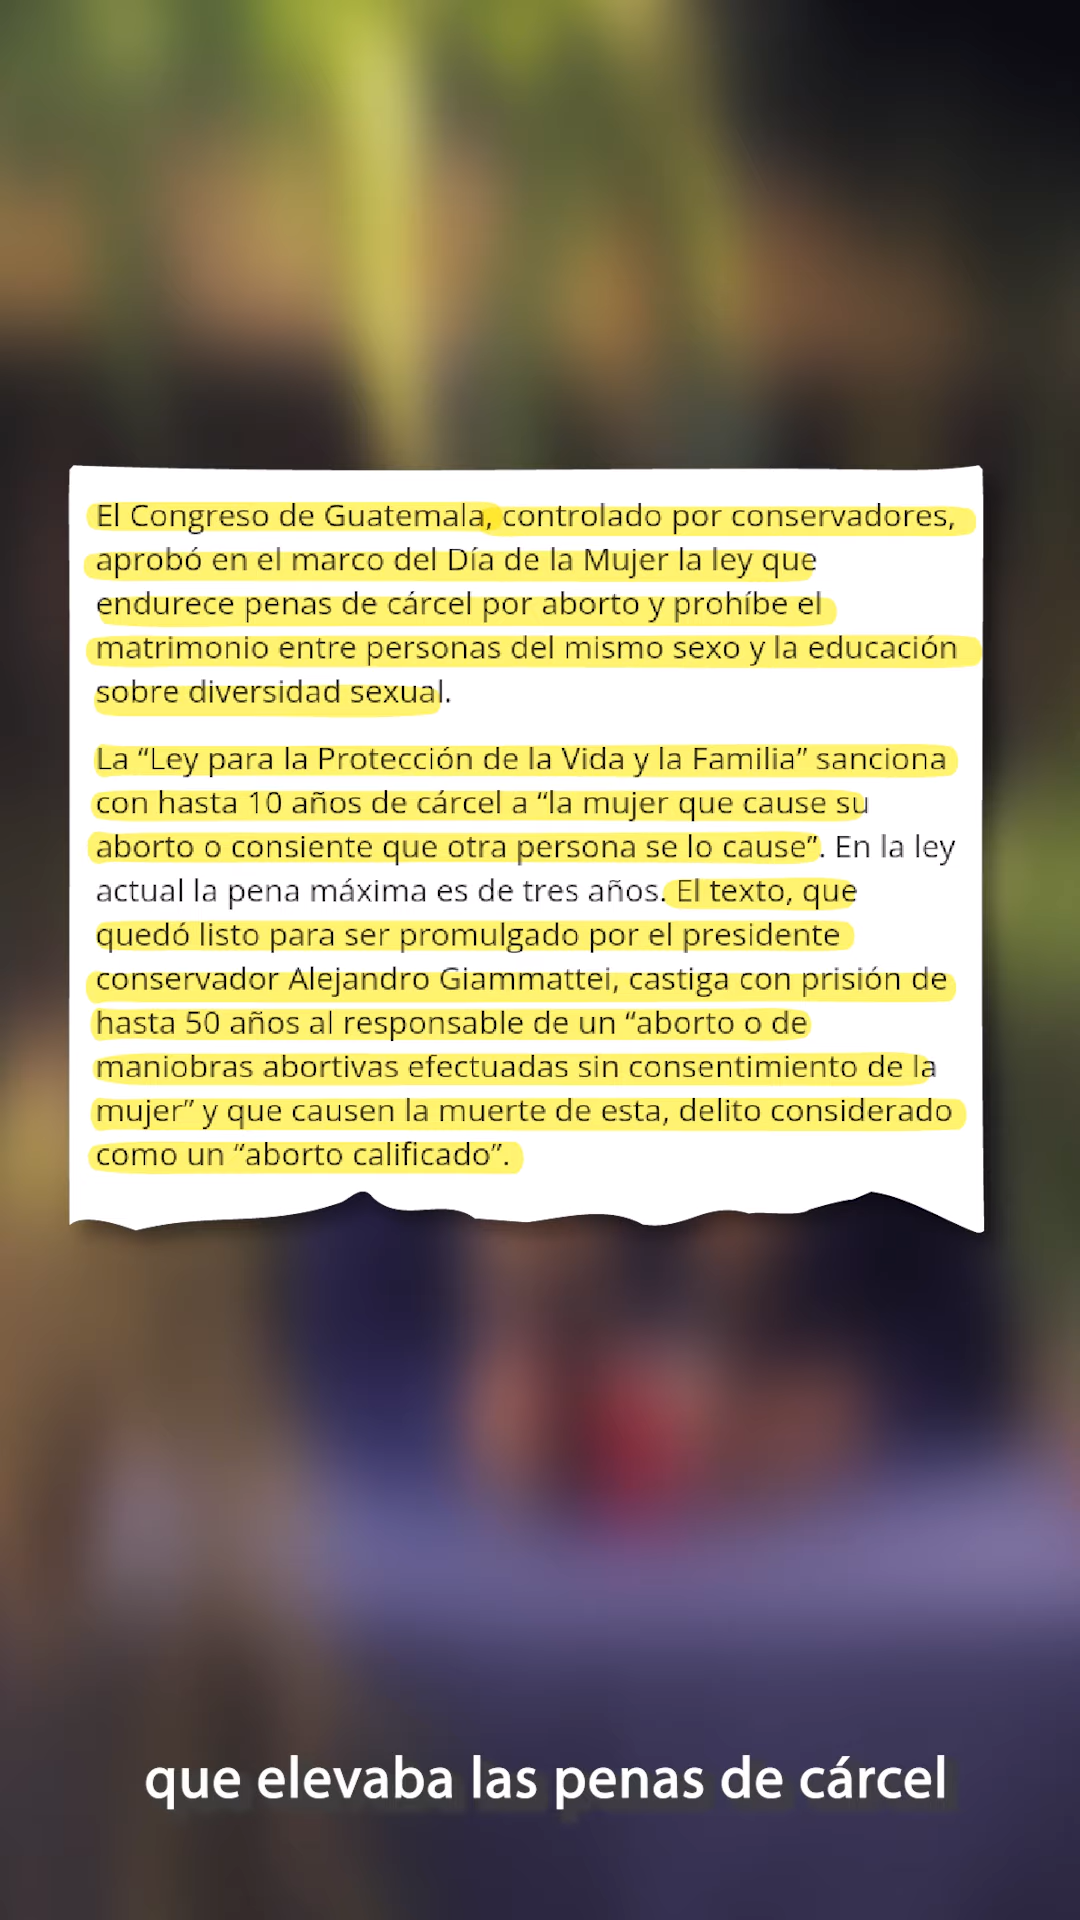 El Congreso de Guatemala, controlado por conservadores,
aprobó en el marco del Día de la Mujer la ley que
endurece penas de cárcel por aborto y prohíbe el
matrimonio entre personas del mismo sexo y la educación
sobre diversidad sexual.
La “Ley para la Protección de la Vida y la Familia” sanciona
con hasta 10 años de cárcel a “la mujer que cause su
aborto o consiente que otra persona se lo cause”. En la ley
actual la pena máxima es de tres años. El texto, que
quedó listo para ser promulgado por el presidente
conservador Alejandro Giammattei, castiga con prisión de
hasta 50 años al responsable de un “aborto o de
maniobras abortivas efectuadas sin consentimiento de la
mujer” y que causen la muerte de esta, delito considerado
como un “aborto calificado”.
que elevaba las penas de cárcel